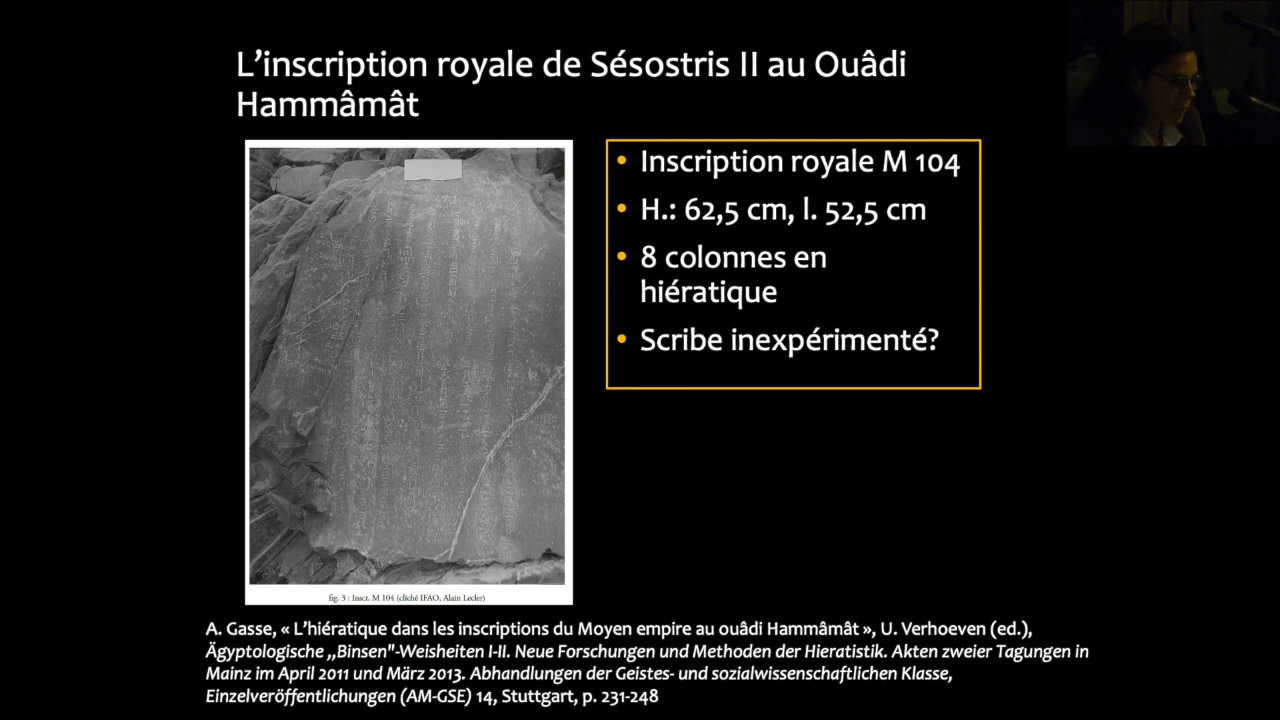 L’inscription royale de Sésostris II au Ouâdi
Hammâmât
• Inscription royale M 104
• H.: 62,5 cm, l. 52,5 cm
• 8 colonnes en
hiératique
• Scribe inexpérimenté?
fig. 3 : Inscr. M 104 (cliché IFAO, Alain Lecler)
A. Gasse, « L’hiératique dans les inscriptions du Moyen empire au ouâdi Hammâmât », U. Verhoeven (ed.),
Ägyptologische ,,Binsen"-Weisheiten I-II. Neue Forschungen und Methoden der Hieratistik. Akten zweier Tagungen in
Mainz im April 2011 und März 2013. Abhandlungen der Geistes- und sozialwissenschaftlichen Klasse,
Einzelveröffentlichungen (AM-GSE) 14, Stuttgart, p. 231-248